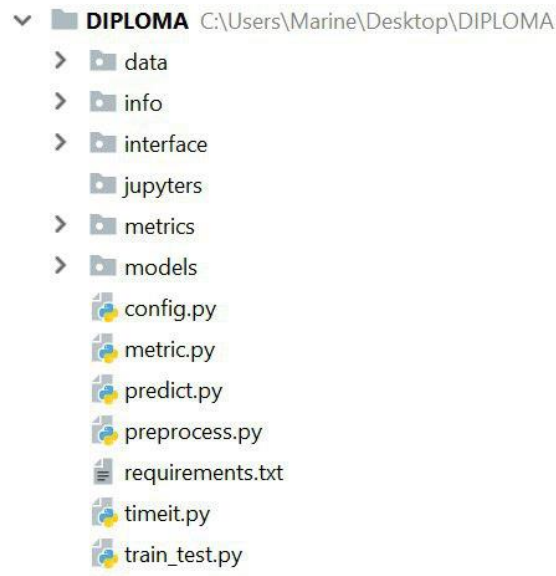 DIPLOMA C:\Users\Marine\Desktop\DIPLOMA
data
info
interface
jupyters
metrics
models
config.py
metric.py
predict.py
preprocess.py
requirements.txt
timeit.py
train_test.py